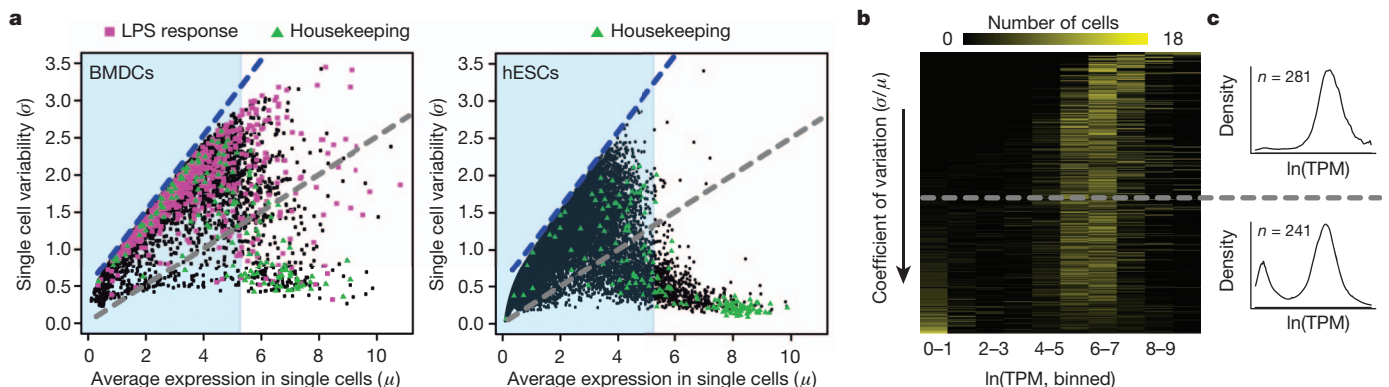 a
LPS response
Housekeeping
BMDCs
Single cell variability (σ)
3.5
3.0
2.5
2.0
1.5
1.0
0.5
0.0
0
2
4
6
8
10
Average expression in single cells (μ)
Housekeeping
hESCs
Single cell variability (σ)
3.5
3.0
2.5
2.0
1.5
1.0
0.5
0.0
0
2
4
6
8
10
Average expression in single cells (μ)
b
Number of cells
0
18
Coefficient of variation (σ/μ)
0–1
2–3
4–5
6–7
8–9
ln(TPM, binned)
c
n = 281
Density
ln(TPM)
n = 241
Density
ln(TPM)